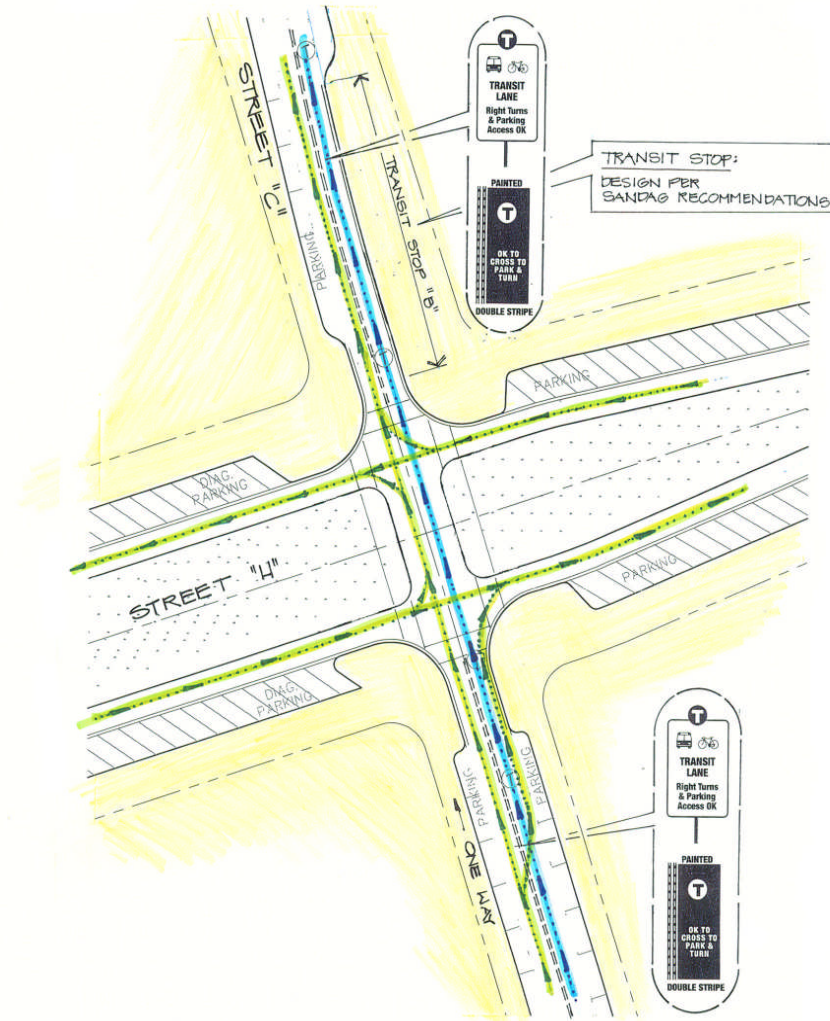 T
TRANSIT
LANE
Right Turns
& Parking
Access OK
PAINTED
T
OK TO
CROSS TO
PARK &
TURN
DOUBLE STRIPE
TRANSIT STOP:
DESIGN PER
SANDAG RECOMMENDATIONS
STREET "C"
TRANSIT STOP "B"
PARKING
PARKING
DIAG.
PARKING
STREET "H"
PARKING
DIAG.
PARKING
PARKING
PARKING
ONE WAY
T
TRANSIT
LANE
Right Turns
& Parking
Access OK
PAINTED
T
OK TO
CROSS TO
PARK &
TURN
DOUBLE STRIPE